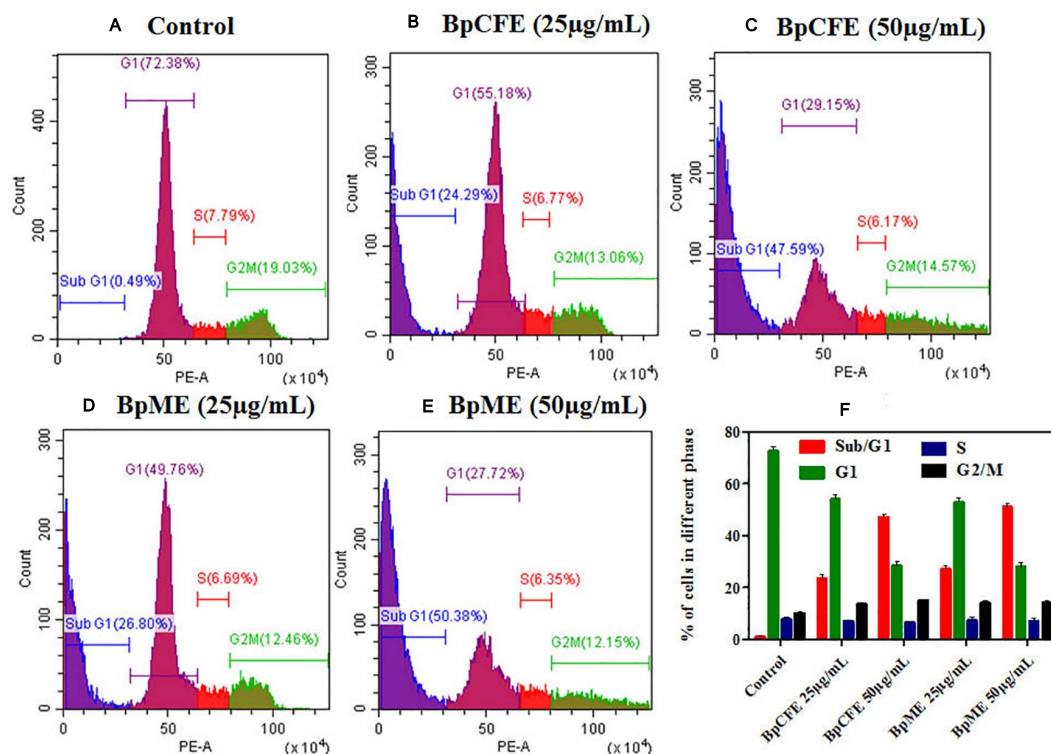 A Control
G1(72.38%)
S(7.79%)
G2M(19.03%)
Sub G1(0.49%)
Count
400
200
0
0 50 100
PE-A (x 10⁴)
B BpCFE (25µg/mL)
G1(55.18%)
Sub G1(24.29%)
S(6.77%)
G2M(13.06%)
Count
300
200
100
0
0 50 100
PE-A (x 10⁴)
C BpCFE (50µg/mL)
G1(29.15%)
S(6.17%)
Sub G1(47.59%)
G2M(14.57%)
Count
300
200
100
0
0 50 100
PE-A (x 10⁴)
D BpME (25µg/mL)
G1(49.76%)
S(6.69%)
Sub G1(26.80%)
G2M(12.46%)
Count
300
200
100
0
0 50 100
PE-A (x 10⁴)
E BpME (50µg/mL)
G1(27.72%)
S(6.35%)
Sub G1(50.38%)
G2M(12.15%)
Count
300
200
100
0
0 50 100
PE-A (x 10⁴)
F
Sub/G1 S
G1 G2/M
% of cells in different phase
80
60
40
20
0
Control
BpCFE 25µg/mL
BpCFE 50µg/mL
BpME 25µg/mL
BpME 50µg/mL